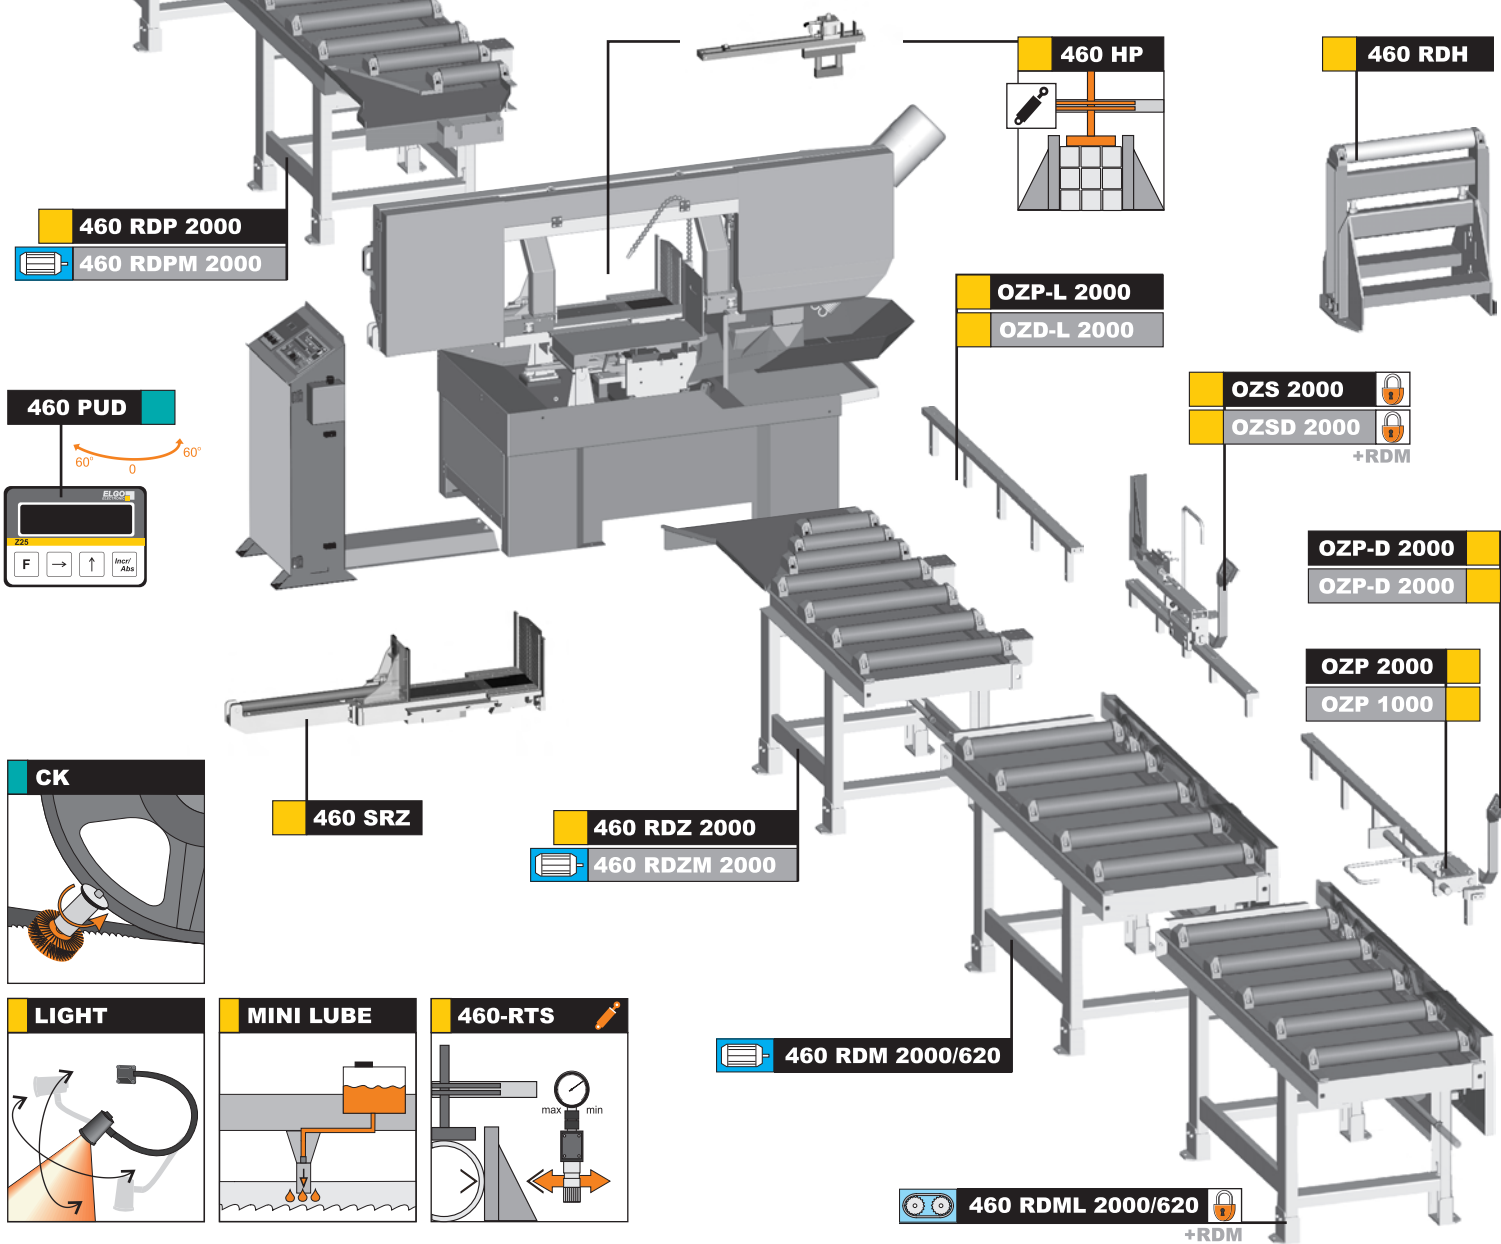 460 HP
460 RDH
460 RDP 2000
460 RDPM 2000
OZP-L 2000
OZD-L 2000
OZS 2000
OZSD 2000
+RDM
460 PUD
60°
0
60°
ELGO
ELECTRONIC
Z25
F
Incr/
Abs
OZP-D 2000
OZP-D 2000
OZP 2000
OZP 1000
CK
460 SRZ
460 RDZ 2000
460 RDZM 2000
LIGHT
MINI LUBE
460-RTS
max
min
460 RDM 2000/620
460 RDML 2000/620
+RDM